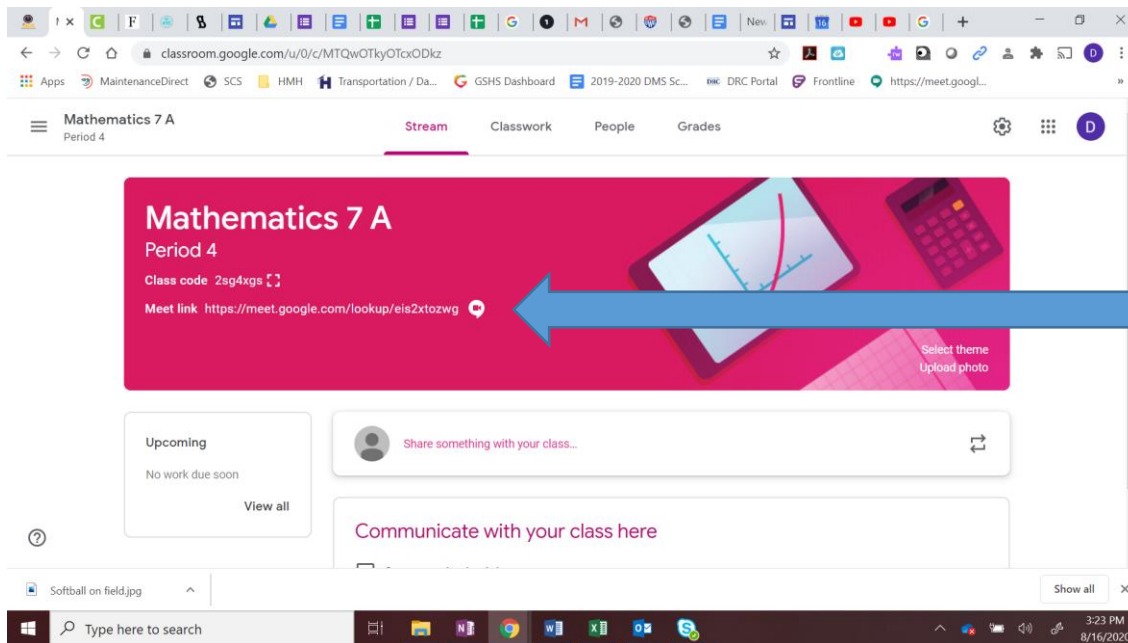 F
New
16
G
classroom.google.com/u/0/c/MTQwOTkyOTcxODkz
D
Apps MaintenanceDirect SCS HMH Transportation / Da... GSHS Dashboard 2019-2020 DMS Sc... DRC Portal Frontline https://meet.googl... »
Mathematics 7 A
Period 4
Stream Classwork People Grades
D
Mathematics 7 A
Period 4
Class code 2sg4xgs
Meet link https://meet.google.com/lookup/eis2xtozwg
Select theme
Upload photo
Upcoming
No work due soon
View all
Share something with your class...
Communicate with your class here
Softball on field.jpg
Show all
Type here to search
3:23 PM
8/16/2020